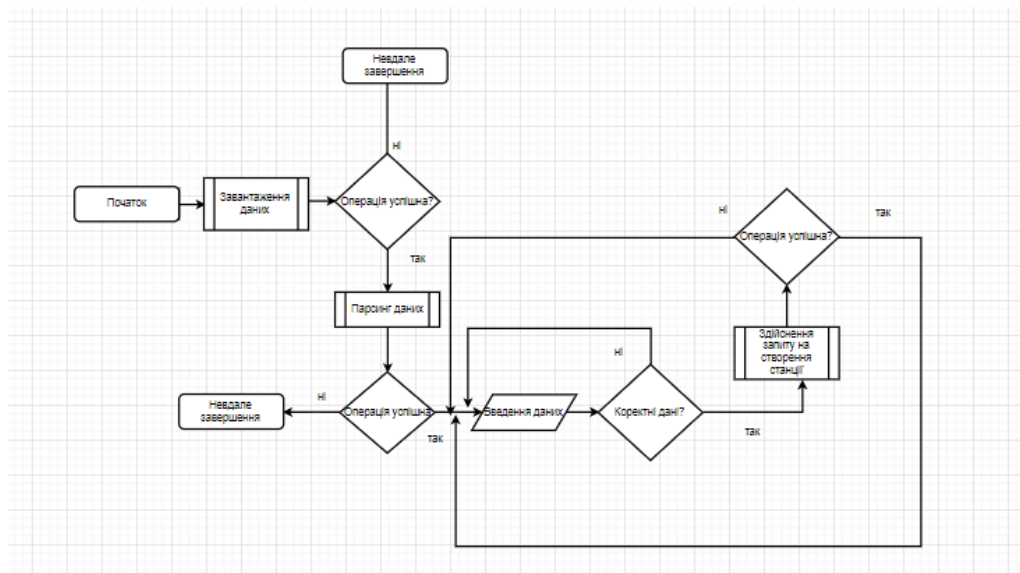 Невдале
завершення
ні
Початок
Завантаження
даних
Операція успішна?
так
Парсинг даних
ні
Операція успішна
так
Невдале
завершення
Введення даних
ні
Коректні дані?
так
Здійснення
запиту на
створення
станції
ні
Операція успішна?
так